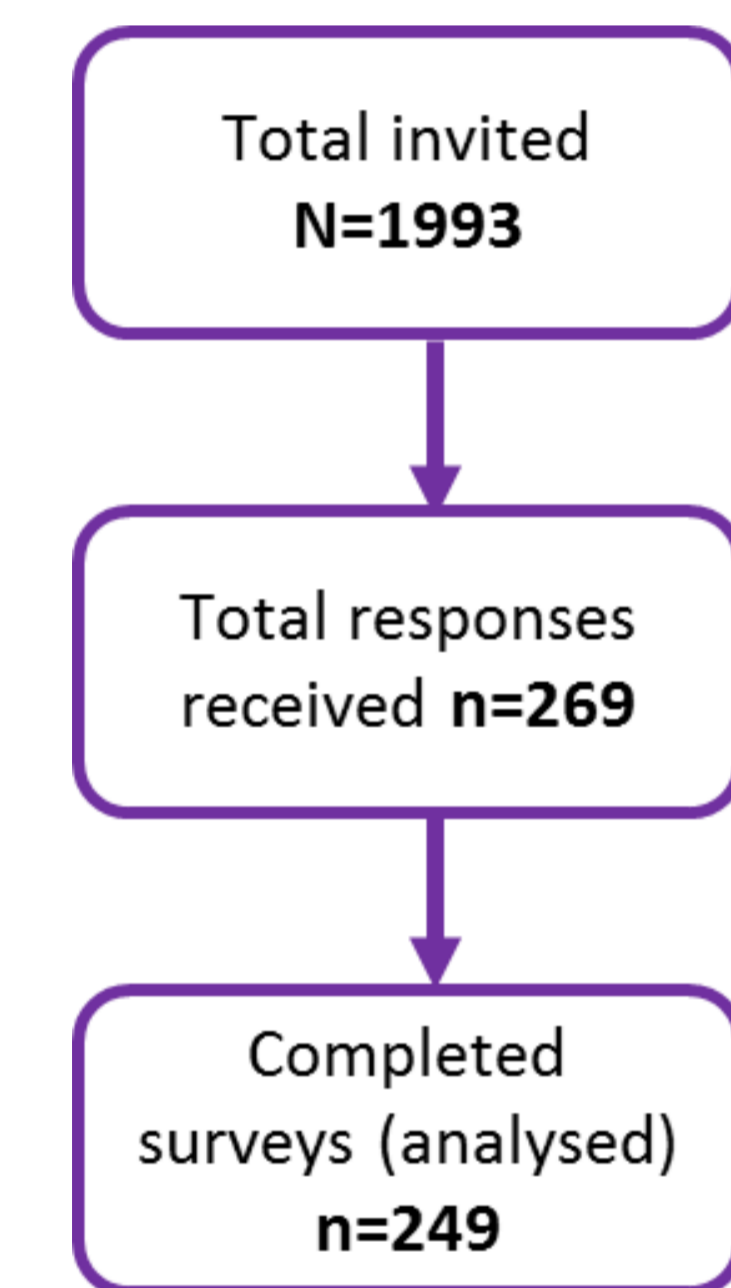 Total invited
N=1993
Total responses
received n=269
Completed
surveys (analysed)
n=249